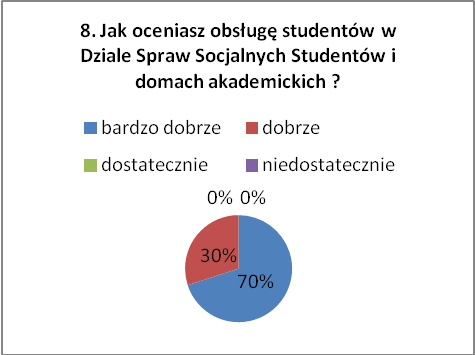 8. Jak oceniasz obsługę studentów w
Dziale Spraw Socjalnych Studentów i
domach akademickich ?
bardzo dobrze dobrze
dostatecznie niedostatecznie
0% 0%
30%
70%